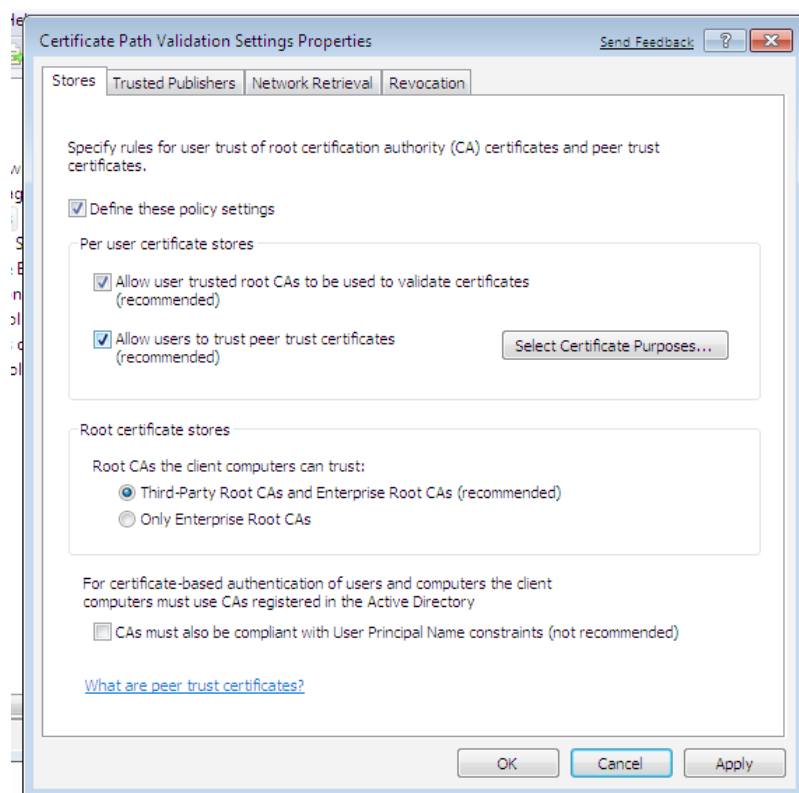 Certificate Path Validation Settings Properties
Send Feedback
?
Stores
Trusted Publishers
Network Retrieval
Revocation
Specify rules for user trust of root certification authority (CA) certificates and peer trust
certificates.
Define these policy settings
Per user certificate stores
Allow user trusted root CAs to be used to validate certificates
(recommended)
Allow users to trust peer trust certificates
(recommended)
Select Certificate Purposes...
Root certificate stores
Root CAs the client computers can trust:
Third-Party Root CAs and Enterprise Root CAs (recommended)
Only Enterprise Root CAs
For certificate-based authentication of users and computers the client
computers must use CAs registered in the Active Directory
CAs must also be compliant with User Principal Name constraints (not recommended)
What are peer trust certificates?
OK
Cancel
Apply